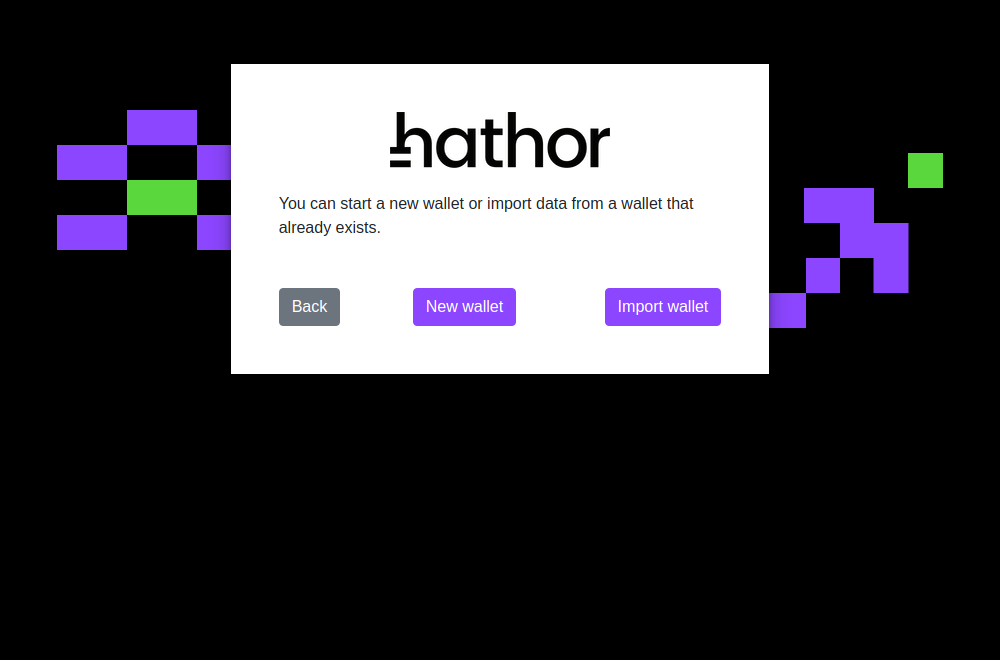 hathor
You can start a new wallet or import data from a wallet that
already exists.
Back
New wallet
Import wallet